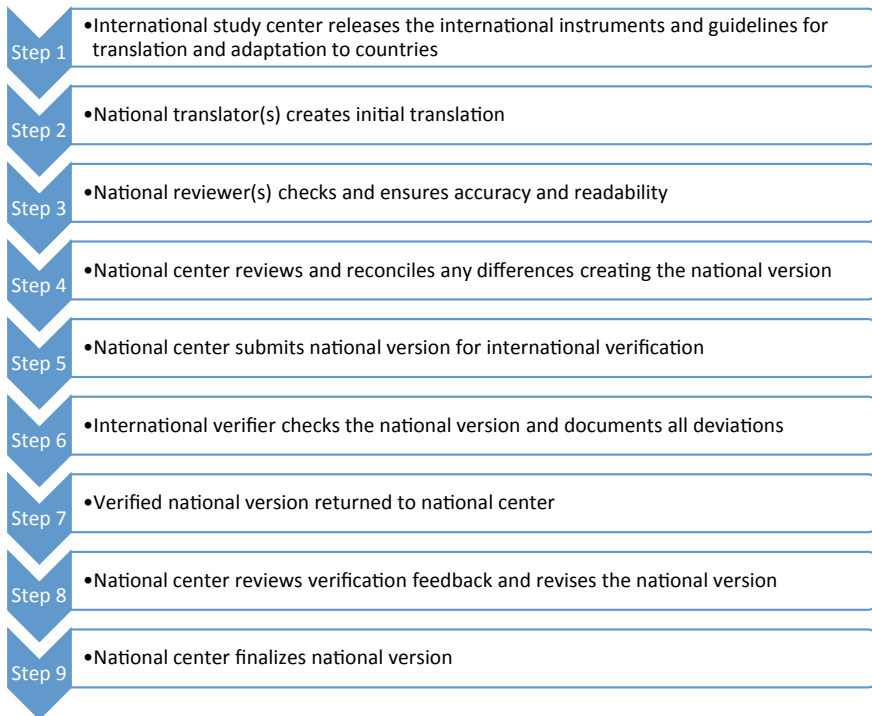 Step 1
•International study center releases the international instruments and guidelines for
translation and adaptation to countries
Step 2
•National translator(s) creates initial translation
Step 3
•National reviewer(s) checks and ensures accuracy and readability
Step 4
•National center reviews and reconciles any differences creating the national version
Step 5
•National center submits national version for international verification
Step 6
•International verifier checks the national version and documents all deviations
Step 7
•Verified national version returned to national center
Step 8
•National center reviews verification feedback and revises the national version
Step 9
•National center finalizes national version